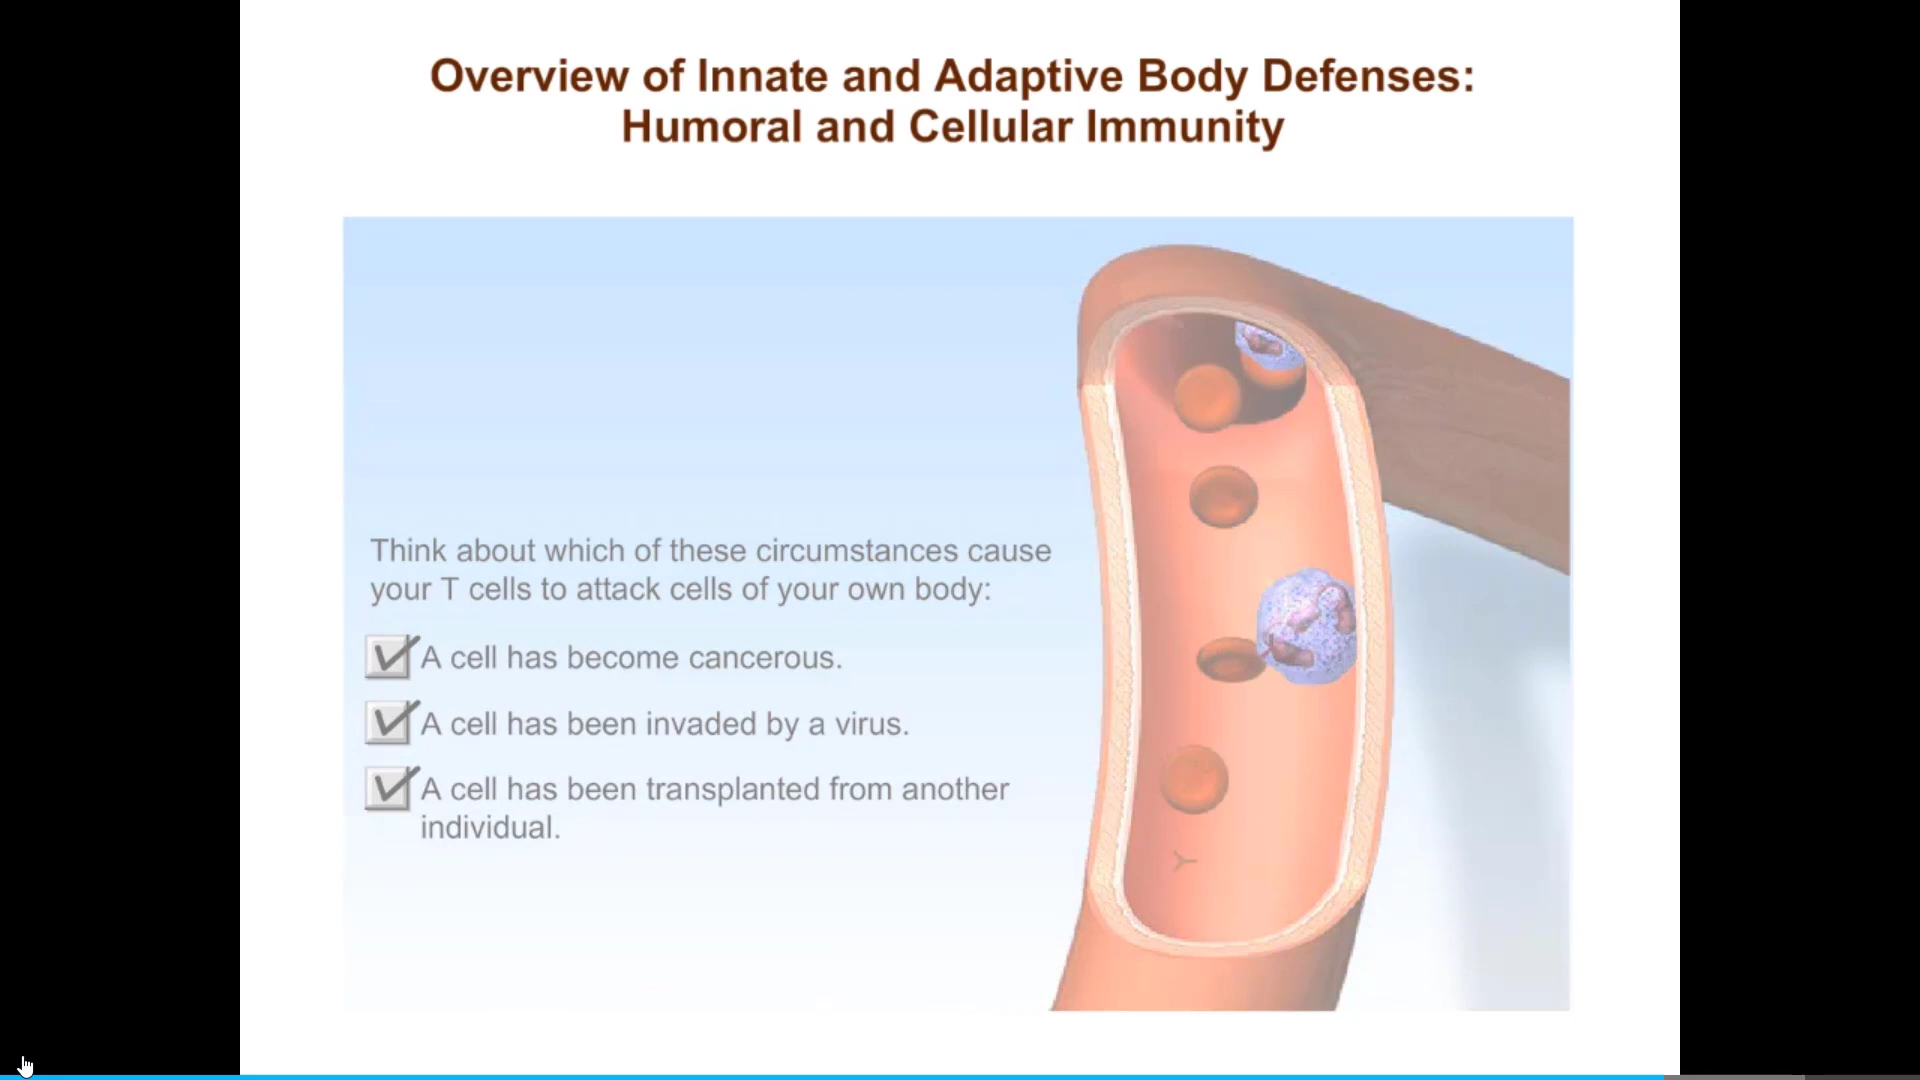 Overview of Innate and Adaptive Body Defenses:
Humoral and Cellular Immunity
Think about which of these circumstances cause
your T cells to attack cells of your own body:
A cell has become cancerous.
A cell has been invaded by a virus.
A cell has been transplanted from another
individual.